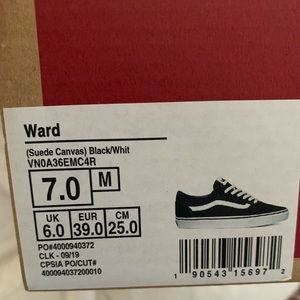 Ward
(Suede Canvas) Black/Whit
VN0A36EMC4R
7.0 M
UK EUR CM
6.0 39.0 25.0
PO#4000940372
CLK - 09/19
CPSIA PO/CUT#
400094037200010
1 90543 15697 2